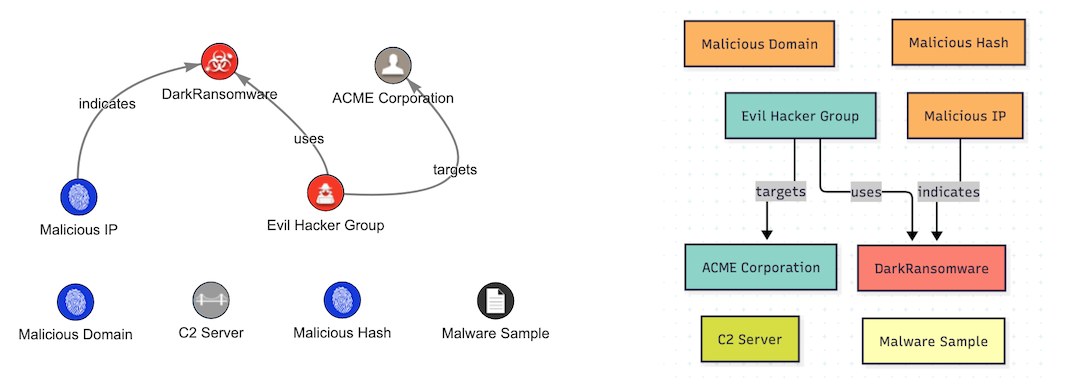 DarkRansomware
ACME Corporation
indicates
uses
targets
Malicious IP
Evil Hacker Group
Malicious Domain
C2 Server
Malicious Hash
Malware Sample
Malicious Domain
Malicious Hash
Evil Hacker Group
Malicious IP
targets
uses
indicates
ACME Corporation
DarkRansomware
C2 Server
Malware Sample